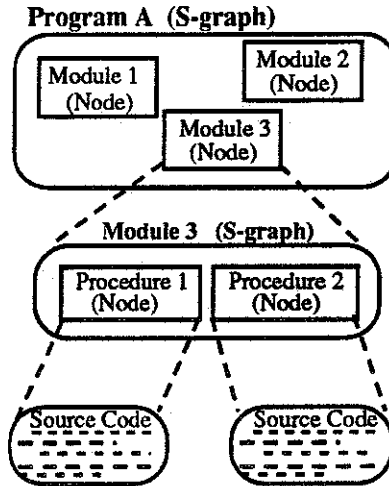 Program A (S-graph)
Module 1
(Node)
Module 2
(Node)
Module 3
(Node)
Module 3 (S-graph)
Procedure 1
(Node)
Procedure 2
(Node)
Source Code
Source Code